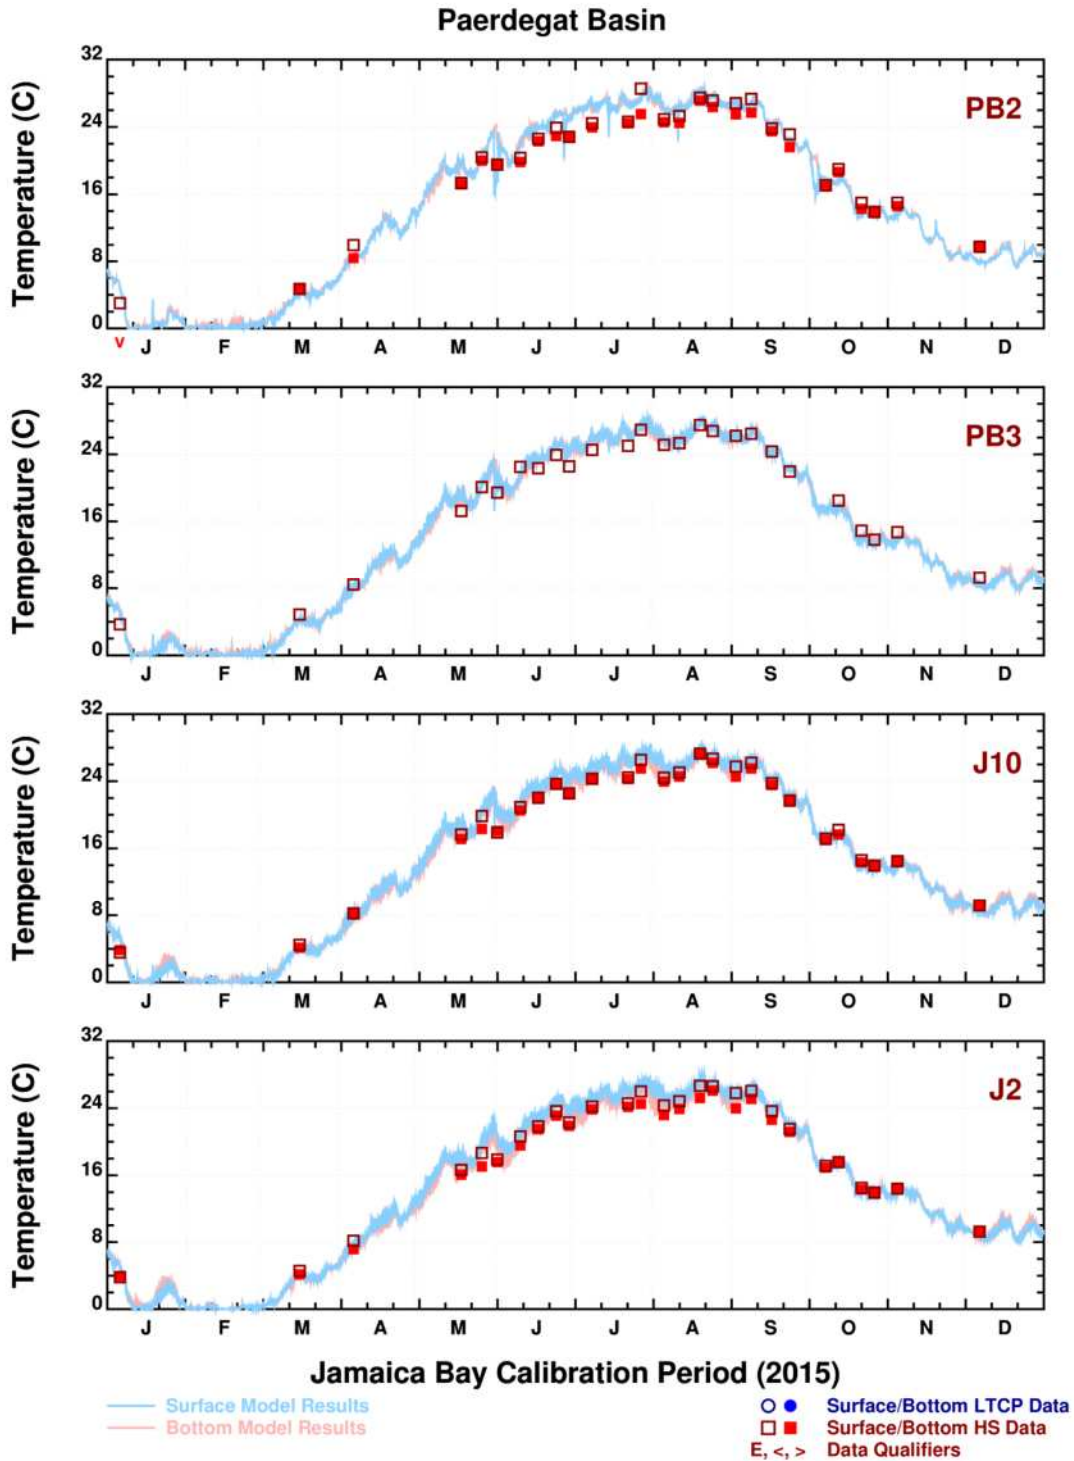 Paerdegat Basin
Temperature (C)
32
24
16
8
0
PB2
v
J F M A M J J A S O N D
Temperature (C)
32
24
16
8
0
PB3
J F M A M J J A S O N D
Temperature (C)
32
24
16
8
0
J10
J F M A M J J A S O N D
Temperature (C)
32
24
16
8
0
J2
J F M A M J J A S O N D
Jamaica Bay Calibration Period (2015)
Surface Model Results
Bottom Model Results
Surface/Bottom LTCP Data
Surface/Bottom HS Data
E, <, > Data Qualifiers